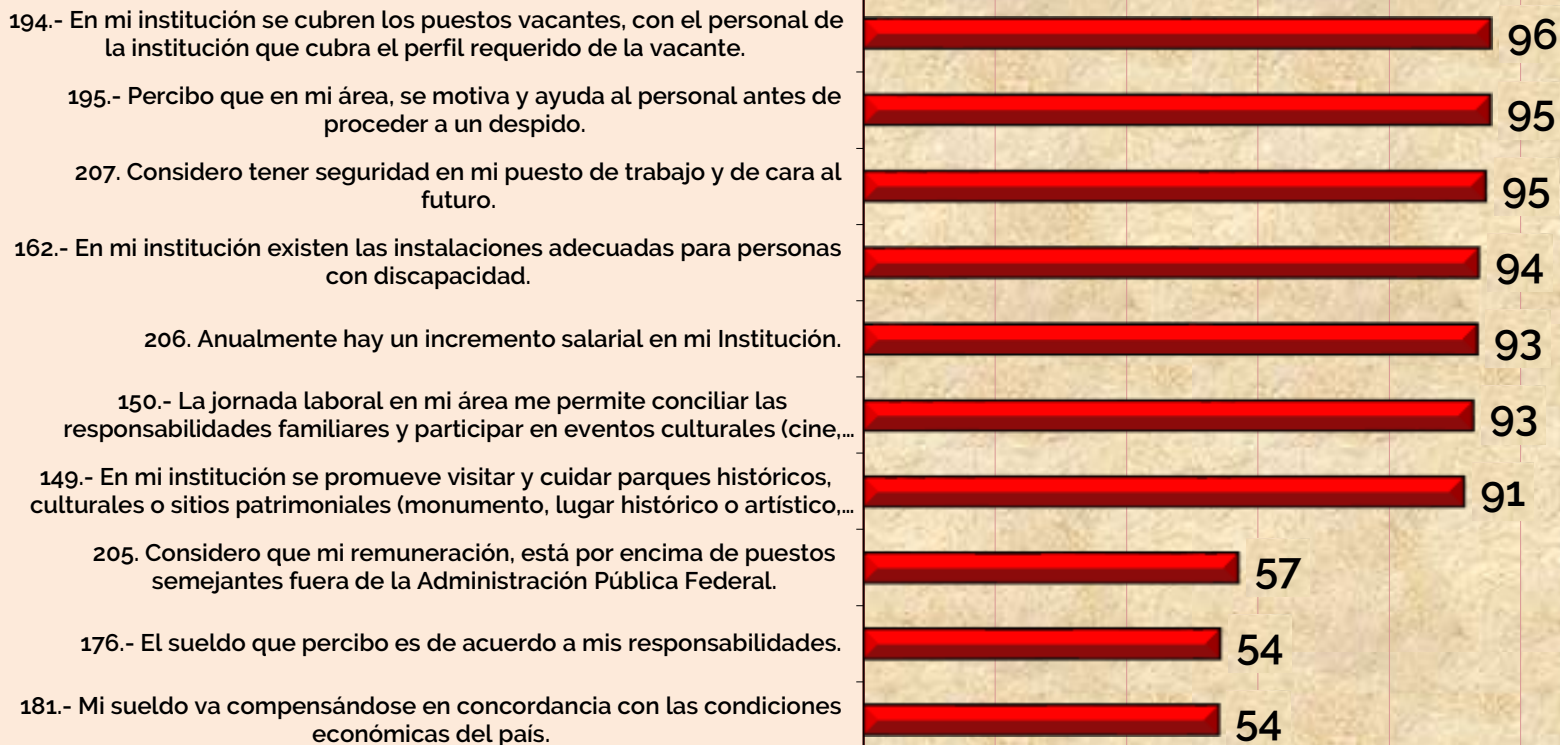 194.- En mi institución se cubren los puestos vacantes, con el personal de
la institución que cubra el perfil requerido de la vacante.
96
195.- Percibo que en mi área, se motiva y ayuda al personal antes de
proceder a un despido.
95
207. Considero tener seguridad en mi puesto de trabajo y de cara al
futuro.
95
162.- En mi institución existen las instalaciones adecuadas para personas
con discapacidad.
94
206. Anualmente hay un incremento salarial en mi Institución.
93
150.- La jornada laboral en mi área me permite conciliar las
responsabilidades familiares y participar en eventos culturales (cine,...
93
149.- En mi institución se promueve visitar y cuidar parques históricos,
culturales o sitios patrimoniales (monumento, lugar histórico o artístico,...
91
205. Considero que mi remuneración, está por encima de puestos
semejantes fuera de la Administración Pública Federal.
57
176.- El sueldo que percibo es de acuerdo a mis responsabilidades.
54
181.- Mi sueldo va compensándose en concordancia con las condiciones
económicas del país.
54